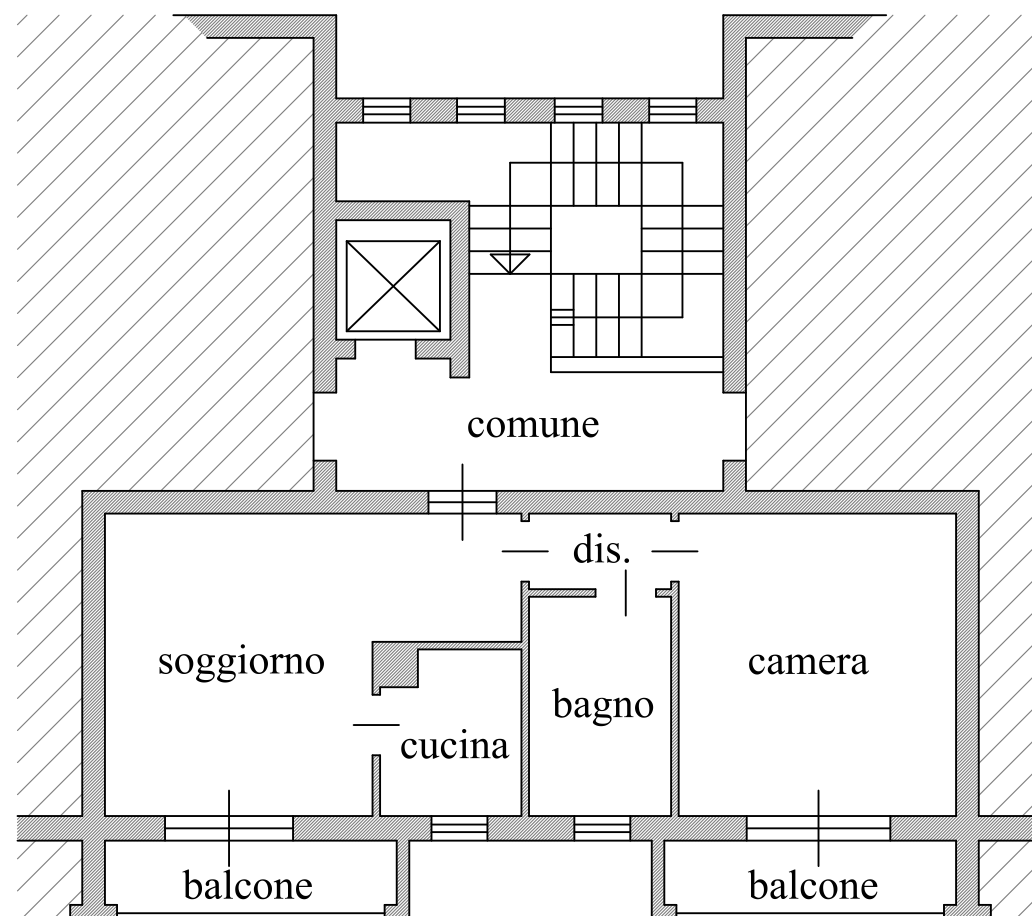 comune
dis.
soggiorno
camera
bagno
cucina
balcone
balcone